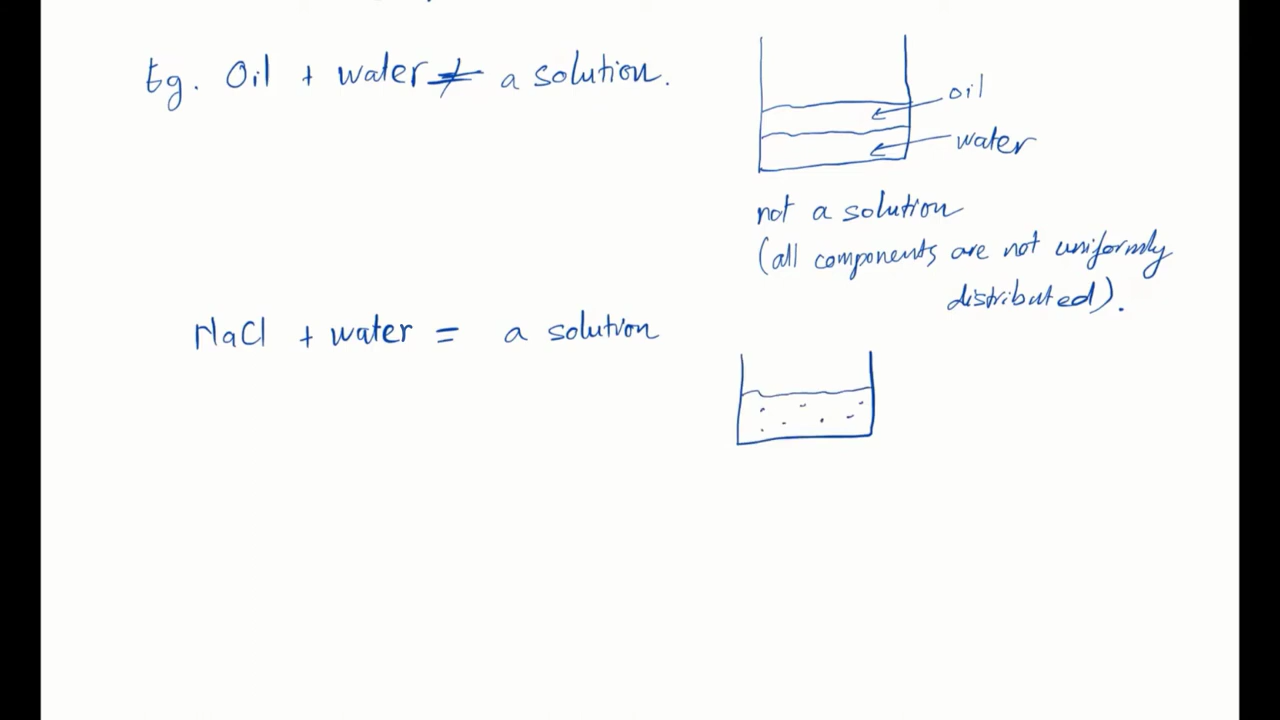 Eg. Oil + water ≠ a solution.
oil
water
not a solution
(all components are not uniformly
distributed).
NaCl + water = a solution